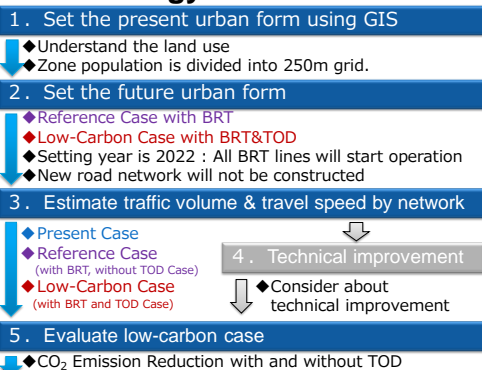 1. Set the present urban form using GIS
◆Understand the land use
◆Zone population is divided into 250m grid.
2. Set the future urban form
◆Reference Case with BRT
◆Low-Carbon Case with BRT&TOD
◆Setting year is 2022 : All BRT lines will start operation
◆New road network will not be constructed
3. Estimate traffic volume & travel speed by network
◆Present Case
◆Reference Case
(with BRT, without TOD Case)
◆Low-Carbon Case
(with BRT and TOD Case)
4. Technical improvement
◆Consider about
technical improvement
5. Evaluate low-carbon case
◆CO₂ Emission Reduction with and without TOD